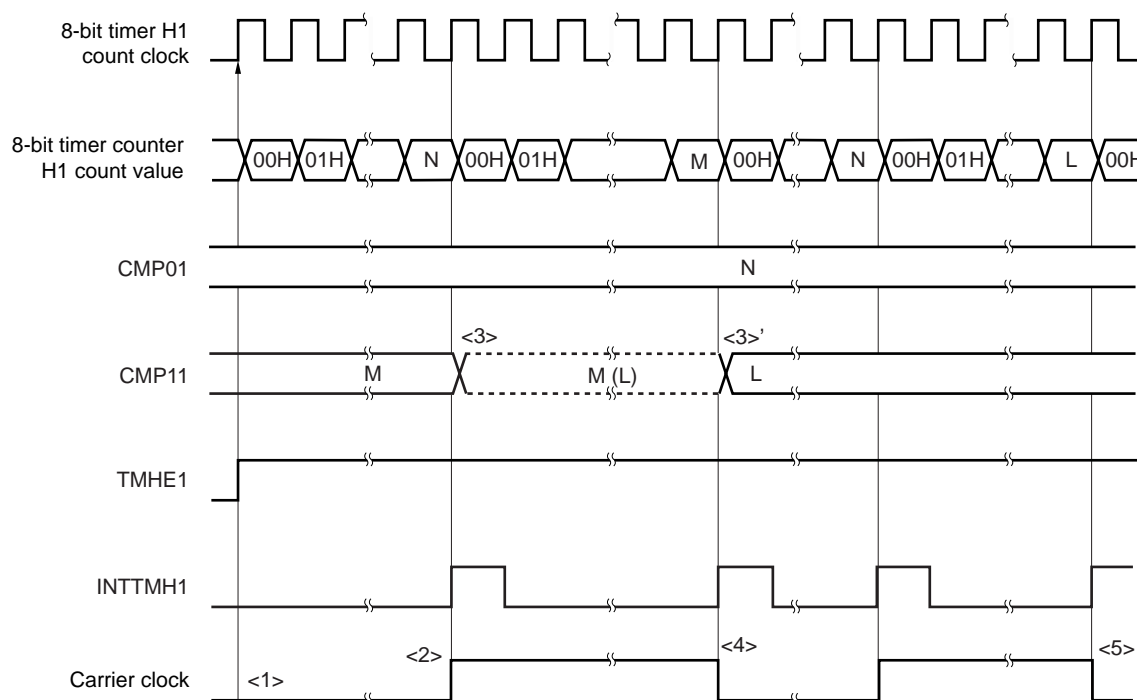 8-bit timer H1
count clock
8-bit timer counter
H1 count value
00H 01H N 00H 01H M 00H N 00H 01H L 00H
CMP01
N
<3> <3>’
CMP11
M M (L) L
TMHE1
INTTMH1
<2> <4> <5>
Carrier clock
<1>